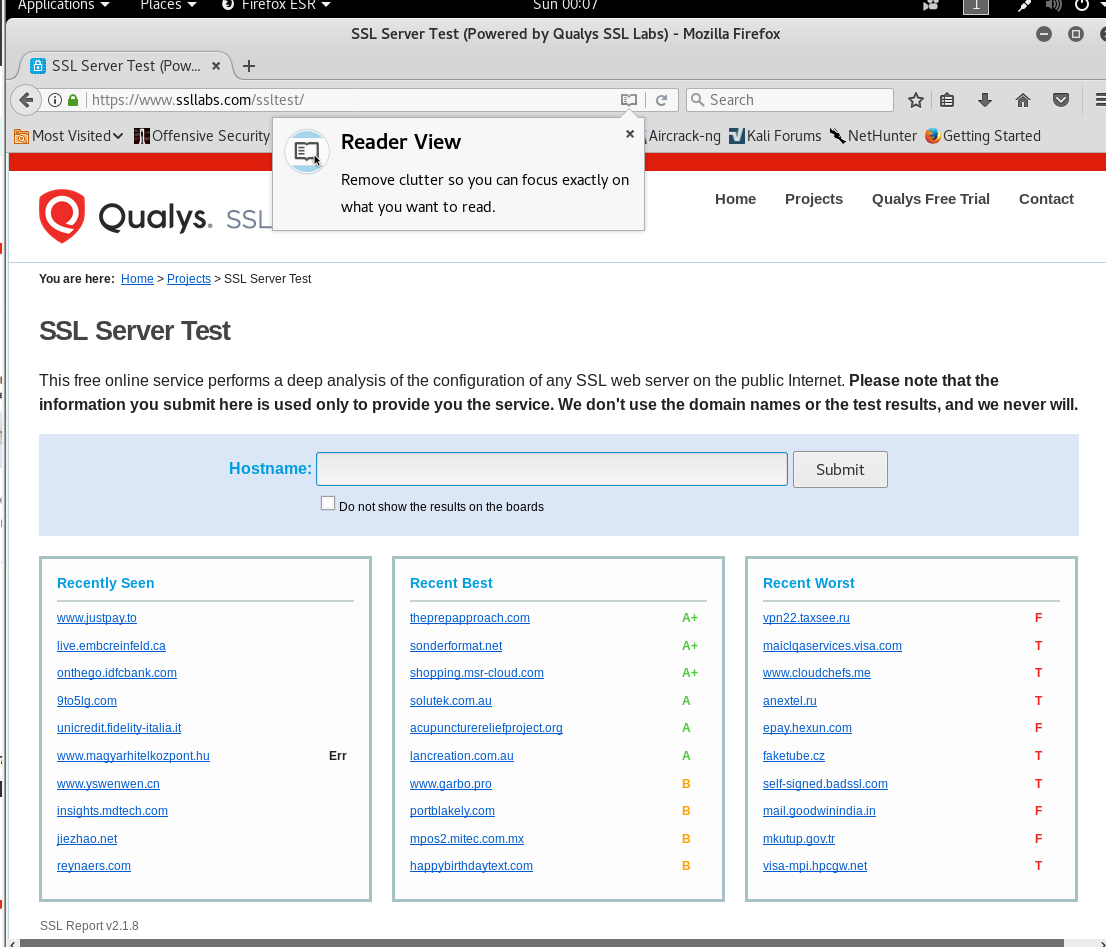 Applications Places Firefox ESR Sun 00:07 1
SSL Server Test (Powered by Qualys SSL Labs) - Mozilla Firefox
SSL Server Test (Pow...
https://www.ssllabs.com/ssltest/ Search
Most Visited Offensive Security Aircrack-ng Kali Forums NetHunter Getting Started
Reader View
Remove clutter so you can focus exactly on
what you want to read.
Qualys. SSL
Home Projects Qualys Free Trial Contact
You are here: Home > Projects > SSL Server Test
SSL Server Test
This free online service performs a deep analysis of the configuration of any SSL web server on the public Internet. Please note that the
information you submit here is used only to provide you the service. We don't use the domain names or the test results, and we never will.
Hostname: Submit
Do not show the results on the boards
Recently Seen
www.justpay.to
live.embcreinfeld.ca
onthego.idfcbank.com
9to5lg.com
unicredit.fidelity-italia.it
www.magyarhitelkozpont.hu Err
www.yswenwen.cn
insights.mdtech.com
jiezhao.net
reynaers.com
Recent Best
theprepapproach.com A+
sonderformat.net A+
shopping.msr-cloud.com A+
solutek.com.au A
acupuncturereliefproject.org A
lancreation.com.au A
www.garbo.pro B
portblakely.com B
mpos2.mitec.com.mx B
happybirthdaytext.com B
Recent Worst
vpn22.taxsee.ru F
maiclqaservices.visa.com T
www.cloudchefs.me T
anextel.ru T
epay.hexun.com F
faketube.cz T
self-signed.badssl.com T
mail.goodwinindia.in F
mkutup.gov.tr F
visa-mpi.hpcgw.net T
SSL Report v2.1.8